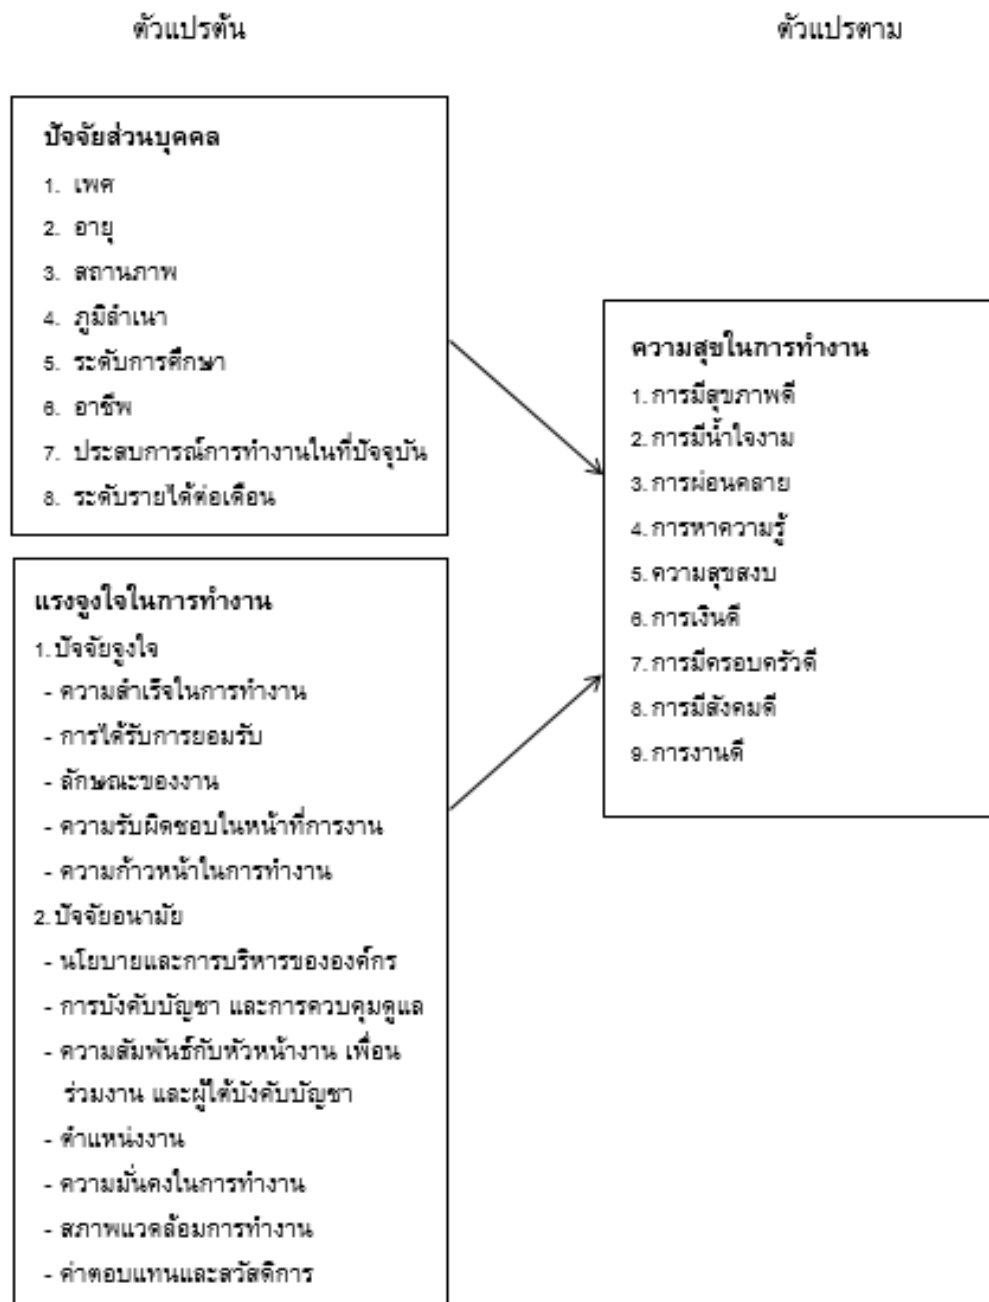 ตัวแปรต้น
ตัวแปรตาม
ปัจจัยส่วนบุคคล
1. เพศ
2. อายุ
3. สถานภาพ
4. ภูมิลำเนา
5. ระดับการศึกษา
6. อาชีพ
7. ประสบการณ์การทำงานในที่ปัจจุบัน
8. ระดับรายได้ต่อเดือน
แรงจูงใจในการทำงาน
1. ปัจจัยจูงใจ
- ความสำเร็จในการทำงาน
- การได้รับการยอมรับ
- ลักษณะของงาน
- ความรับผิดชอบในหน้าที่การงาน
- ความก้าวหน้าในการทำงาน
2. ปัจจัยอนามัย
- นโยบายและการบริหารขององค์กร
- การบังคับบัญชา และการควบคุมดูแล
- ความสัมพันธ์กับหัวหน้างาน เพื่อน
ร่วมงาน และผู้ใต้บังคับบัญชา
- ตำแหน่งงาน
- ความมั่นคงในการทำงาน
- สภาพแวดล้อมการทำงาน
- ค่าตอบแทนและสวัสดิการ
ความสุขในการทำงาน
1. การมีสุขภาพดี
2. การมีน้ำใจงาม
3. การผ่อนคลาย
4. การหาความรู้
5. ความสุขสงบ
6. การเงินดี
7. การมีครอบครัวดี
8. การมีสังคมดี
9. การงานดี